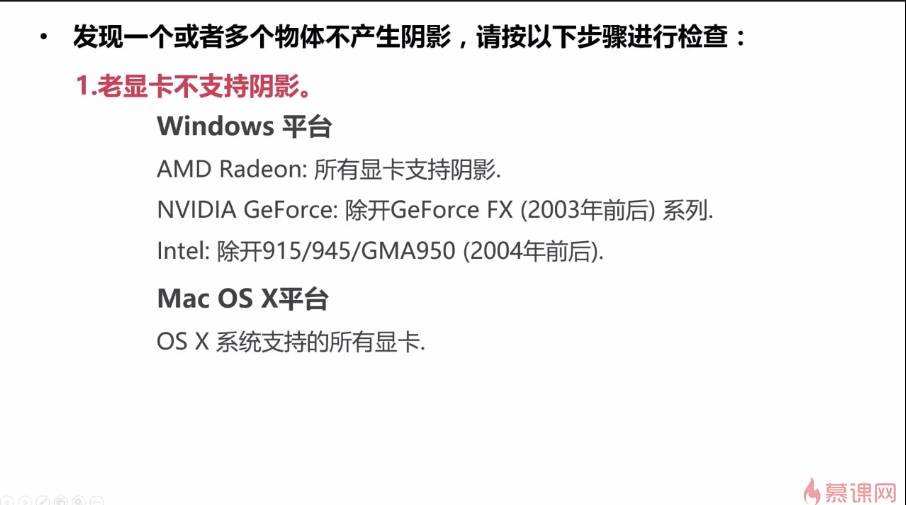 • 发现一个或者多个物体不产生阴影，请按以下步骤进行检查：
1.老显卡不支持阴影。
Windows 平台
AMD Radeon: 所有显卡支持阴影.
NVIDIA GeForce: 除开GeForce FX (2003年前后) 系列.
Intel: 除开915/945/GMA950 (2004年前后).
Mac OS X平台
OS X 系统支持的所有显卡.
慕课网